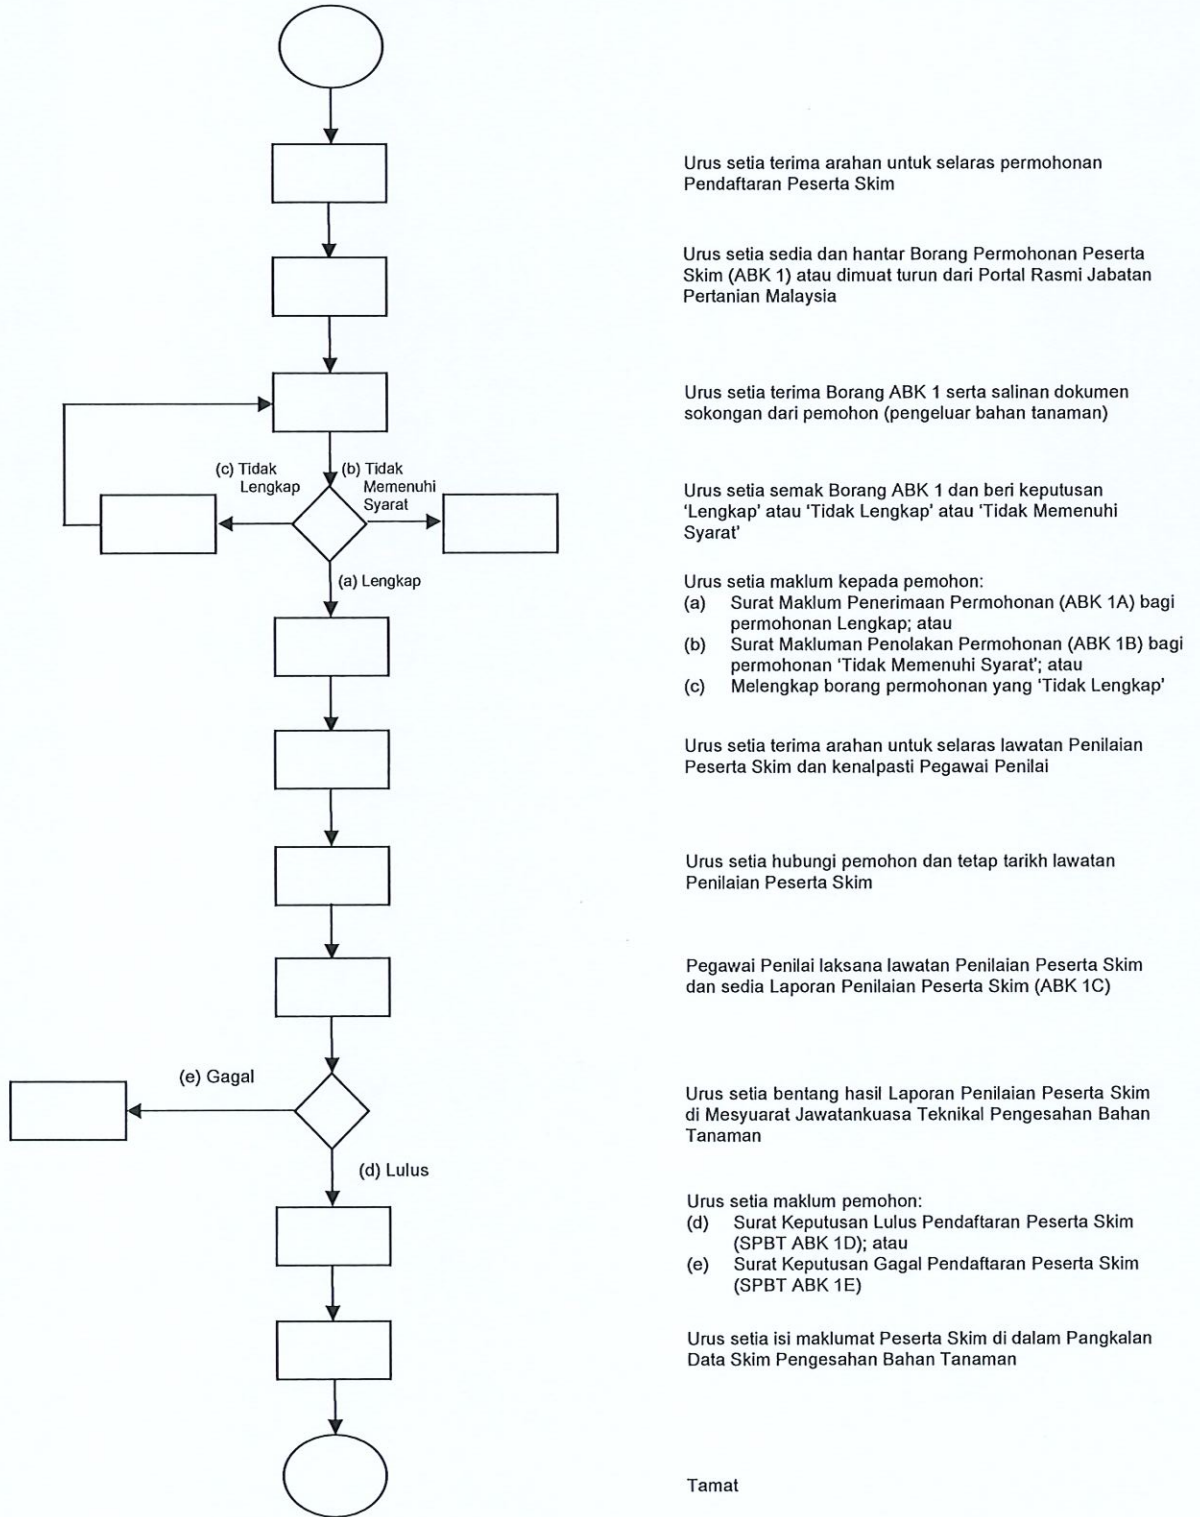 Urus setia terima arahan untuk selaras permohonan
Pendaftaran Peserta Skim
Urus setia sedia dan hantar Borang Permohonan Peserta
Skim (ABK 1) atau dimuat turun dari Portal Rasmi Jabatan
Pertanian Malaysia
Urus setia terima Borang ABK 1 serta salinan dokumen
sokongan dari pemohon (pengeluar bahan tanaman)
(c) Tidak
Lengkap
(b) Tidak
Memenuhi
Syarat
Urus setia semak Borang ABK 1 dan beri keputusan
‘Lengkap’ atau ‘Tidak Lengkap’ atau ‘Tidak Memenuhi
Syarat’
(a) Lengkap
Urus setia maklum kepada pemohon:
(a) Surat Maklum Penerimaan Permohonan (ABK 1A) bagi
permohonan Lengkap; atau
(b) Surat Makluman Penolakan Permohonan (ABK 1B) bagi
permohonan ‘Tidak Memenuhi Syarat’; atau
(c) Melengkap borang permohonan yang ‘Tidak Lengkap’
Urus setia terima arahan untuk selaras lawatan Penilaian
Peserta Skim dan kenalpasti Pegawai Penilai
Urus setia hubungi pemohon dan tetap tarikh lawatan
Penilaian Peserta Skim
Pegawai Penilai laksana lawatan Penilaian Peserta Skim
dan sedia Laporan Penilaian Peserta Skim (ABK 1C)
(e) Gagal
Urus setia bentang hasil Laporan Penilaian Peserta Skim
di Mesyuarat Jawatankuasa Teknikal Pengesahan Bahan
Tanaman
(d) Lulus
Urus setia maklum pemohon:
(d) Surat Keputusan Lulus Pendaftaran Peserta Skim
(SPBT ABK 1D); atau
(e) Surat Keputusan Gagal Pendaftaran Peserta Skim
(SPBT ABK 1E)
Urus setia isi maklumat Peserta Skim di dalam Pangkalan
Data Skim Pengesahan Bahan Tanaman
Tamat